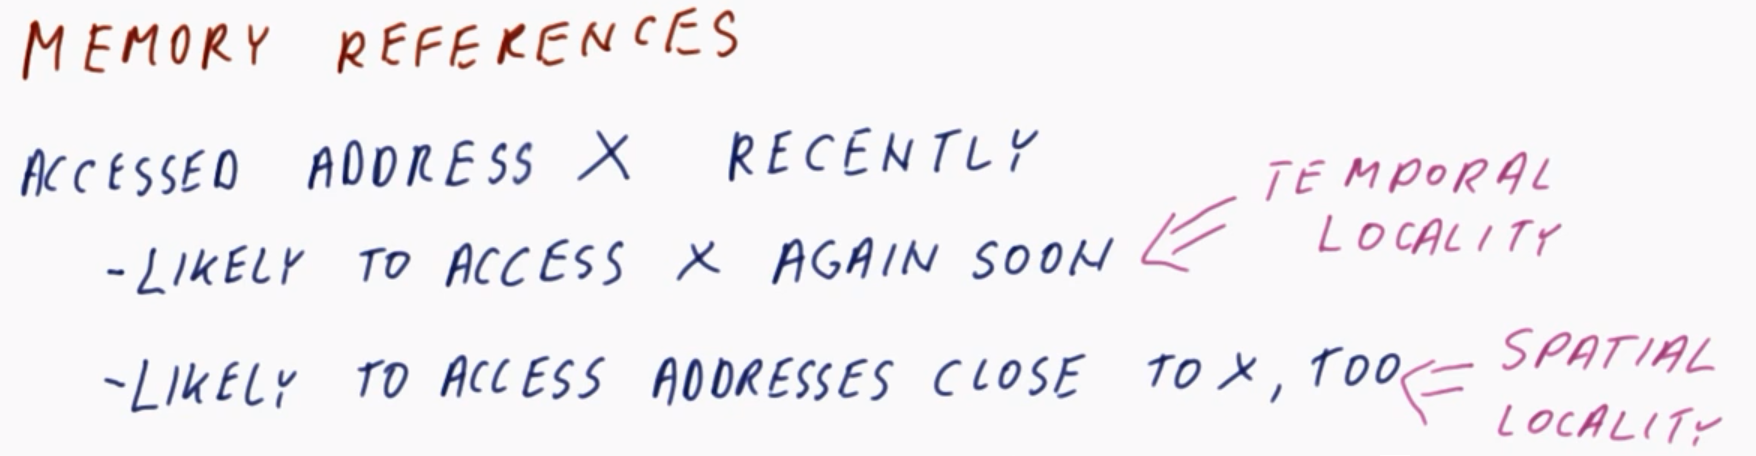 MEMORY REFERENCES
ACCESSED ADDRESS X RECENTLY
-LIKELY TO ACCESS X AGAIN SOON
TEMPORAL
LOCALITY
-LIKELY TO ACCESS ADDRESSES CLOSE TO X, TOO
SPATIAL
LOCALITY